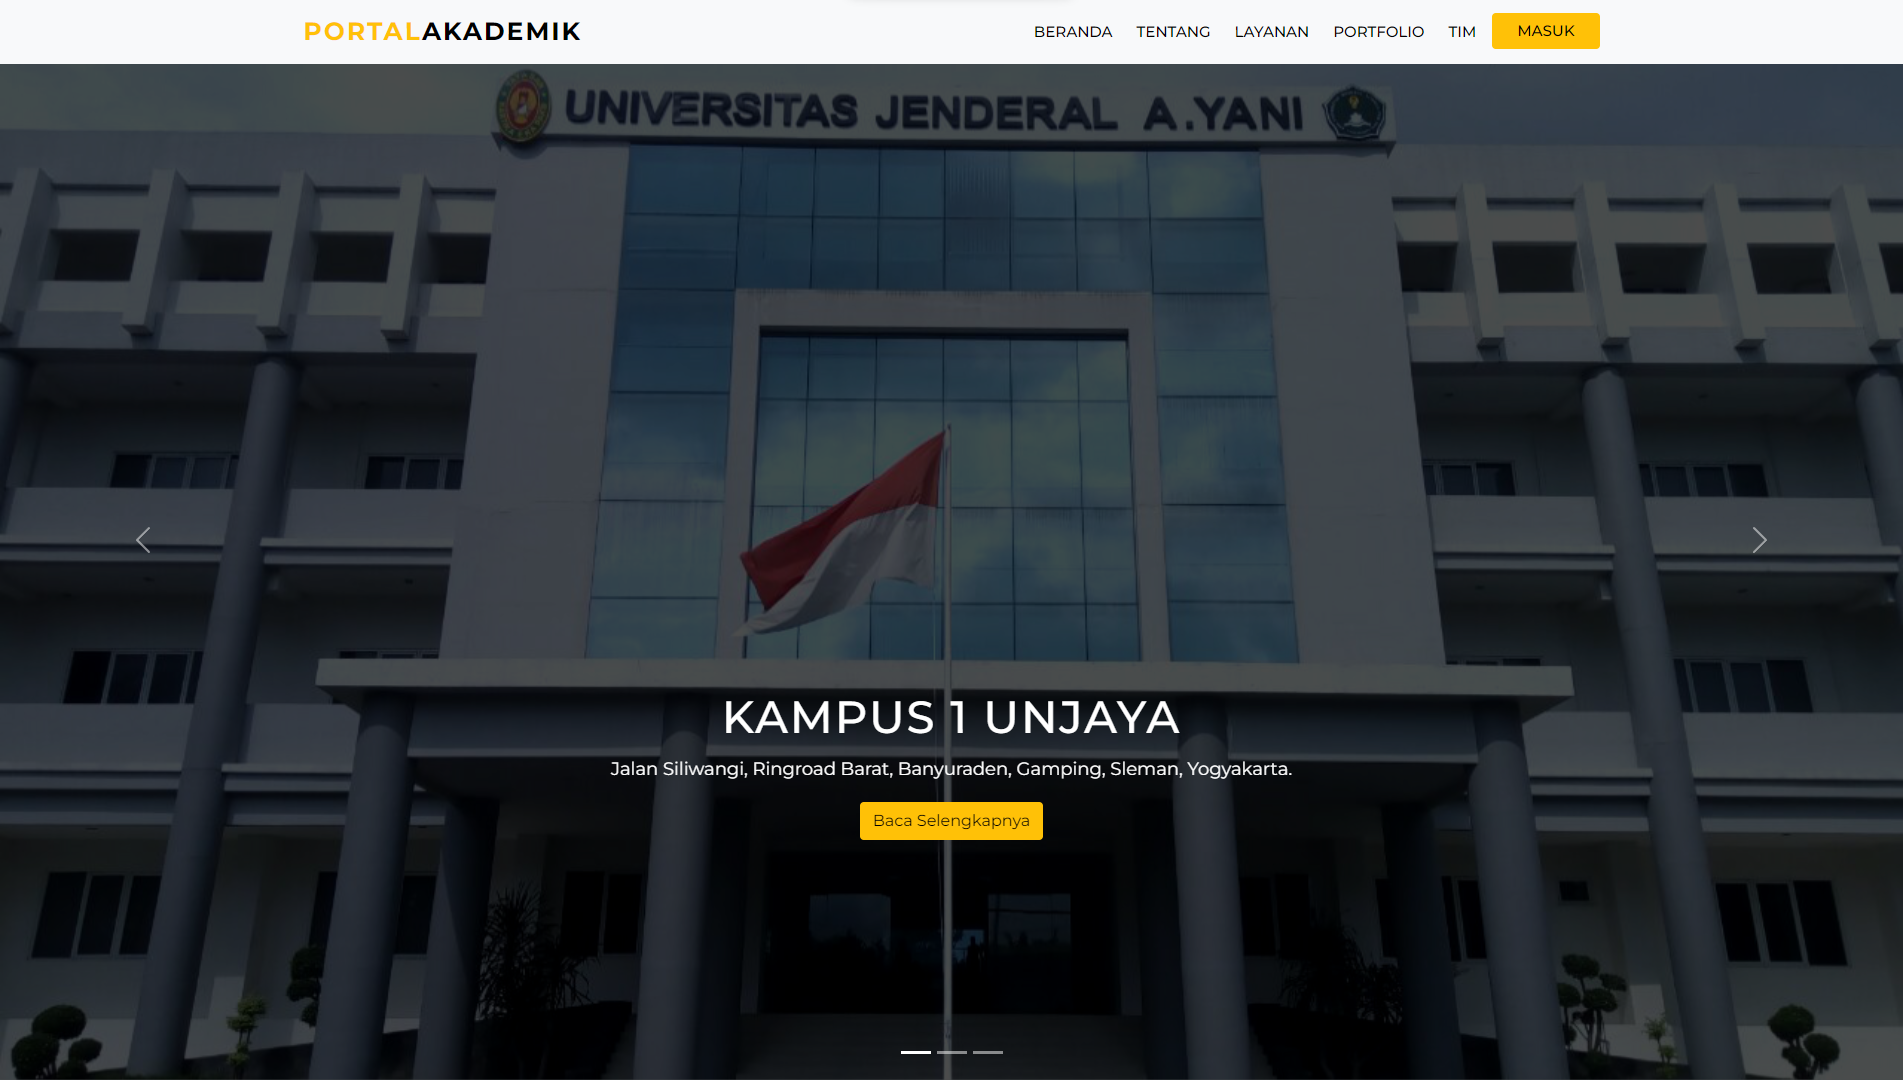 PORTALAKADEMIK
BERANDA TENTANG LAYANAN PORTFOLIO TIM MASUK
UNIVERSITAS JENDERAL A.YANI
KAMPUS 1 UNJAYA
Jalan Siliwangi, Ringroad Barat, Banyuraden, Gamping, Sleman, Yogyakarta.
Baca Selengkapnya